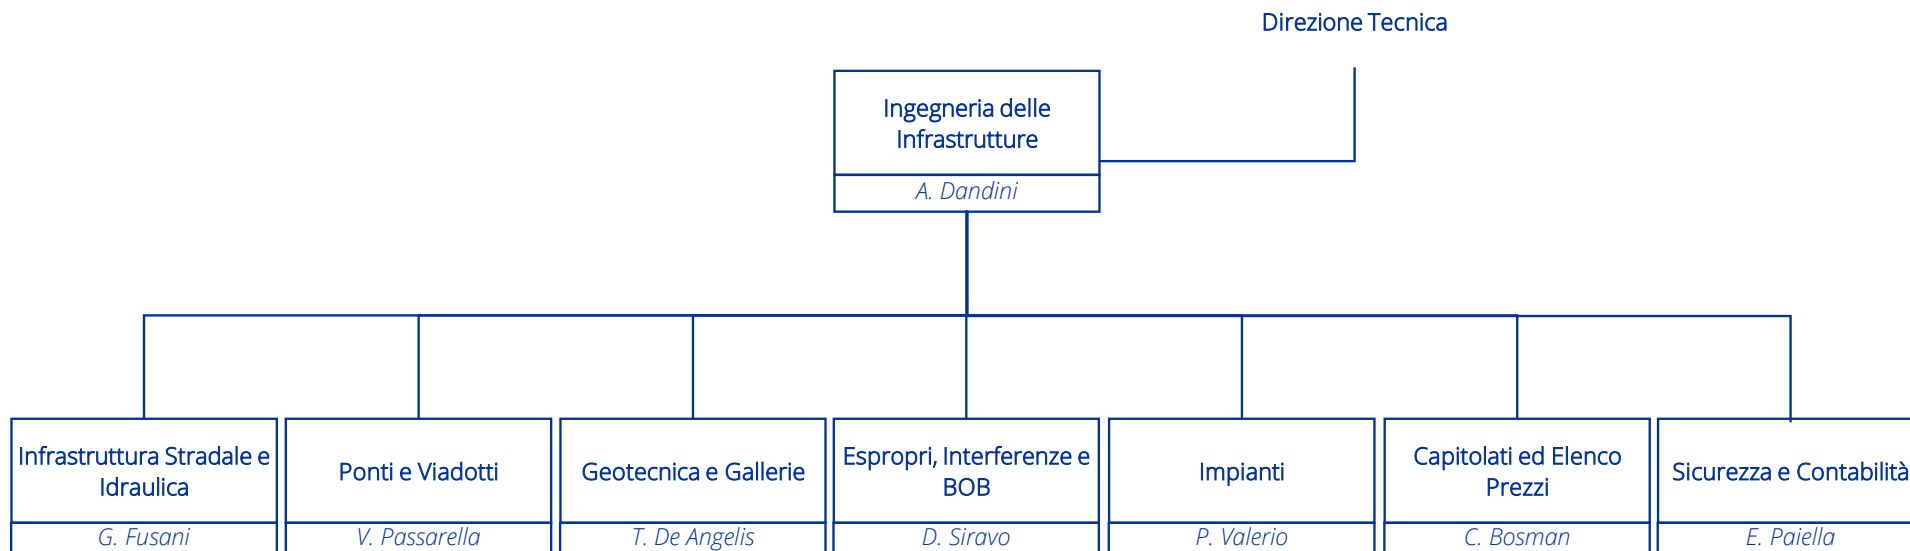 Direzione Tecnica
Ingegneria delle
Infrastrutture
A. Dandini
Infrastruttura Stradale e
Idraulica
G. Fusani
Ponti e Viadotti
V. Passarella
Geotecnica e Gallerie
T. De Angelis
Espropri, Interferenze e
BOB
D. Siravo
Impianti
P. Valerio
Capitolati ed Elenco
Prezzi
C. Bosman
Sicurezza e Contabilità
E. Paiella